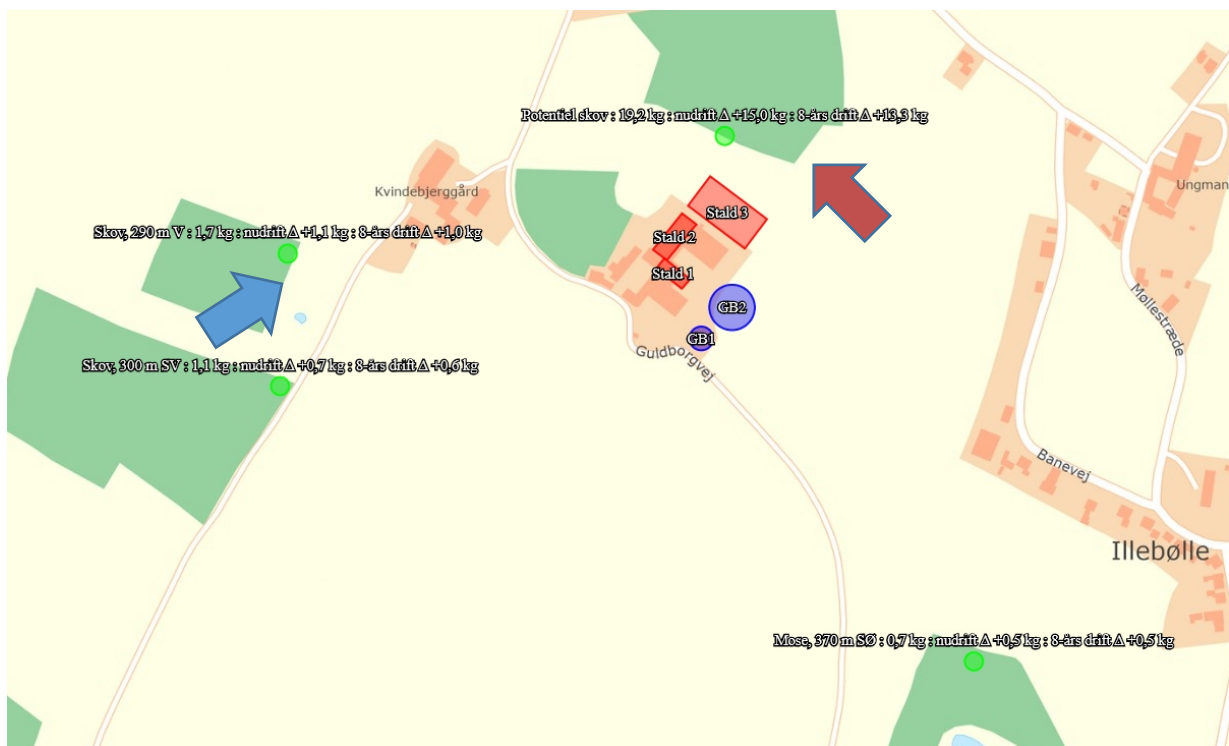 Potentiel skov : 19,2 kg : nudrift Δ +15,0 kg : 8-års drift Δ +13,3 kg
Kvindebjerggård
Ungman
Stald 3
Skov, 290 m V : 1,7 kg : nudrift Δ +1,1 kg : 8-års drift Δ +1,0 kg
Stald 2
Stald 1
GB2
Møllestræde
GB1
Guldborgvej
Skov, 300 m SV : 1,1 kg : nudrift Δ +0,7 kg : 8-års drift Δ +0,6 kg
Banevej
Illebølle
Mose, 370 m SØ : 0,7 kg : nudrift Δ +0,5 kg : 8-års drift Δ +0,5 kg